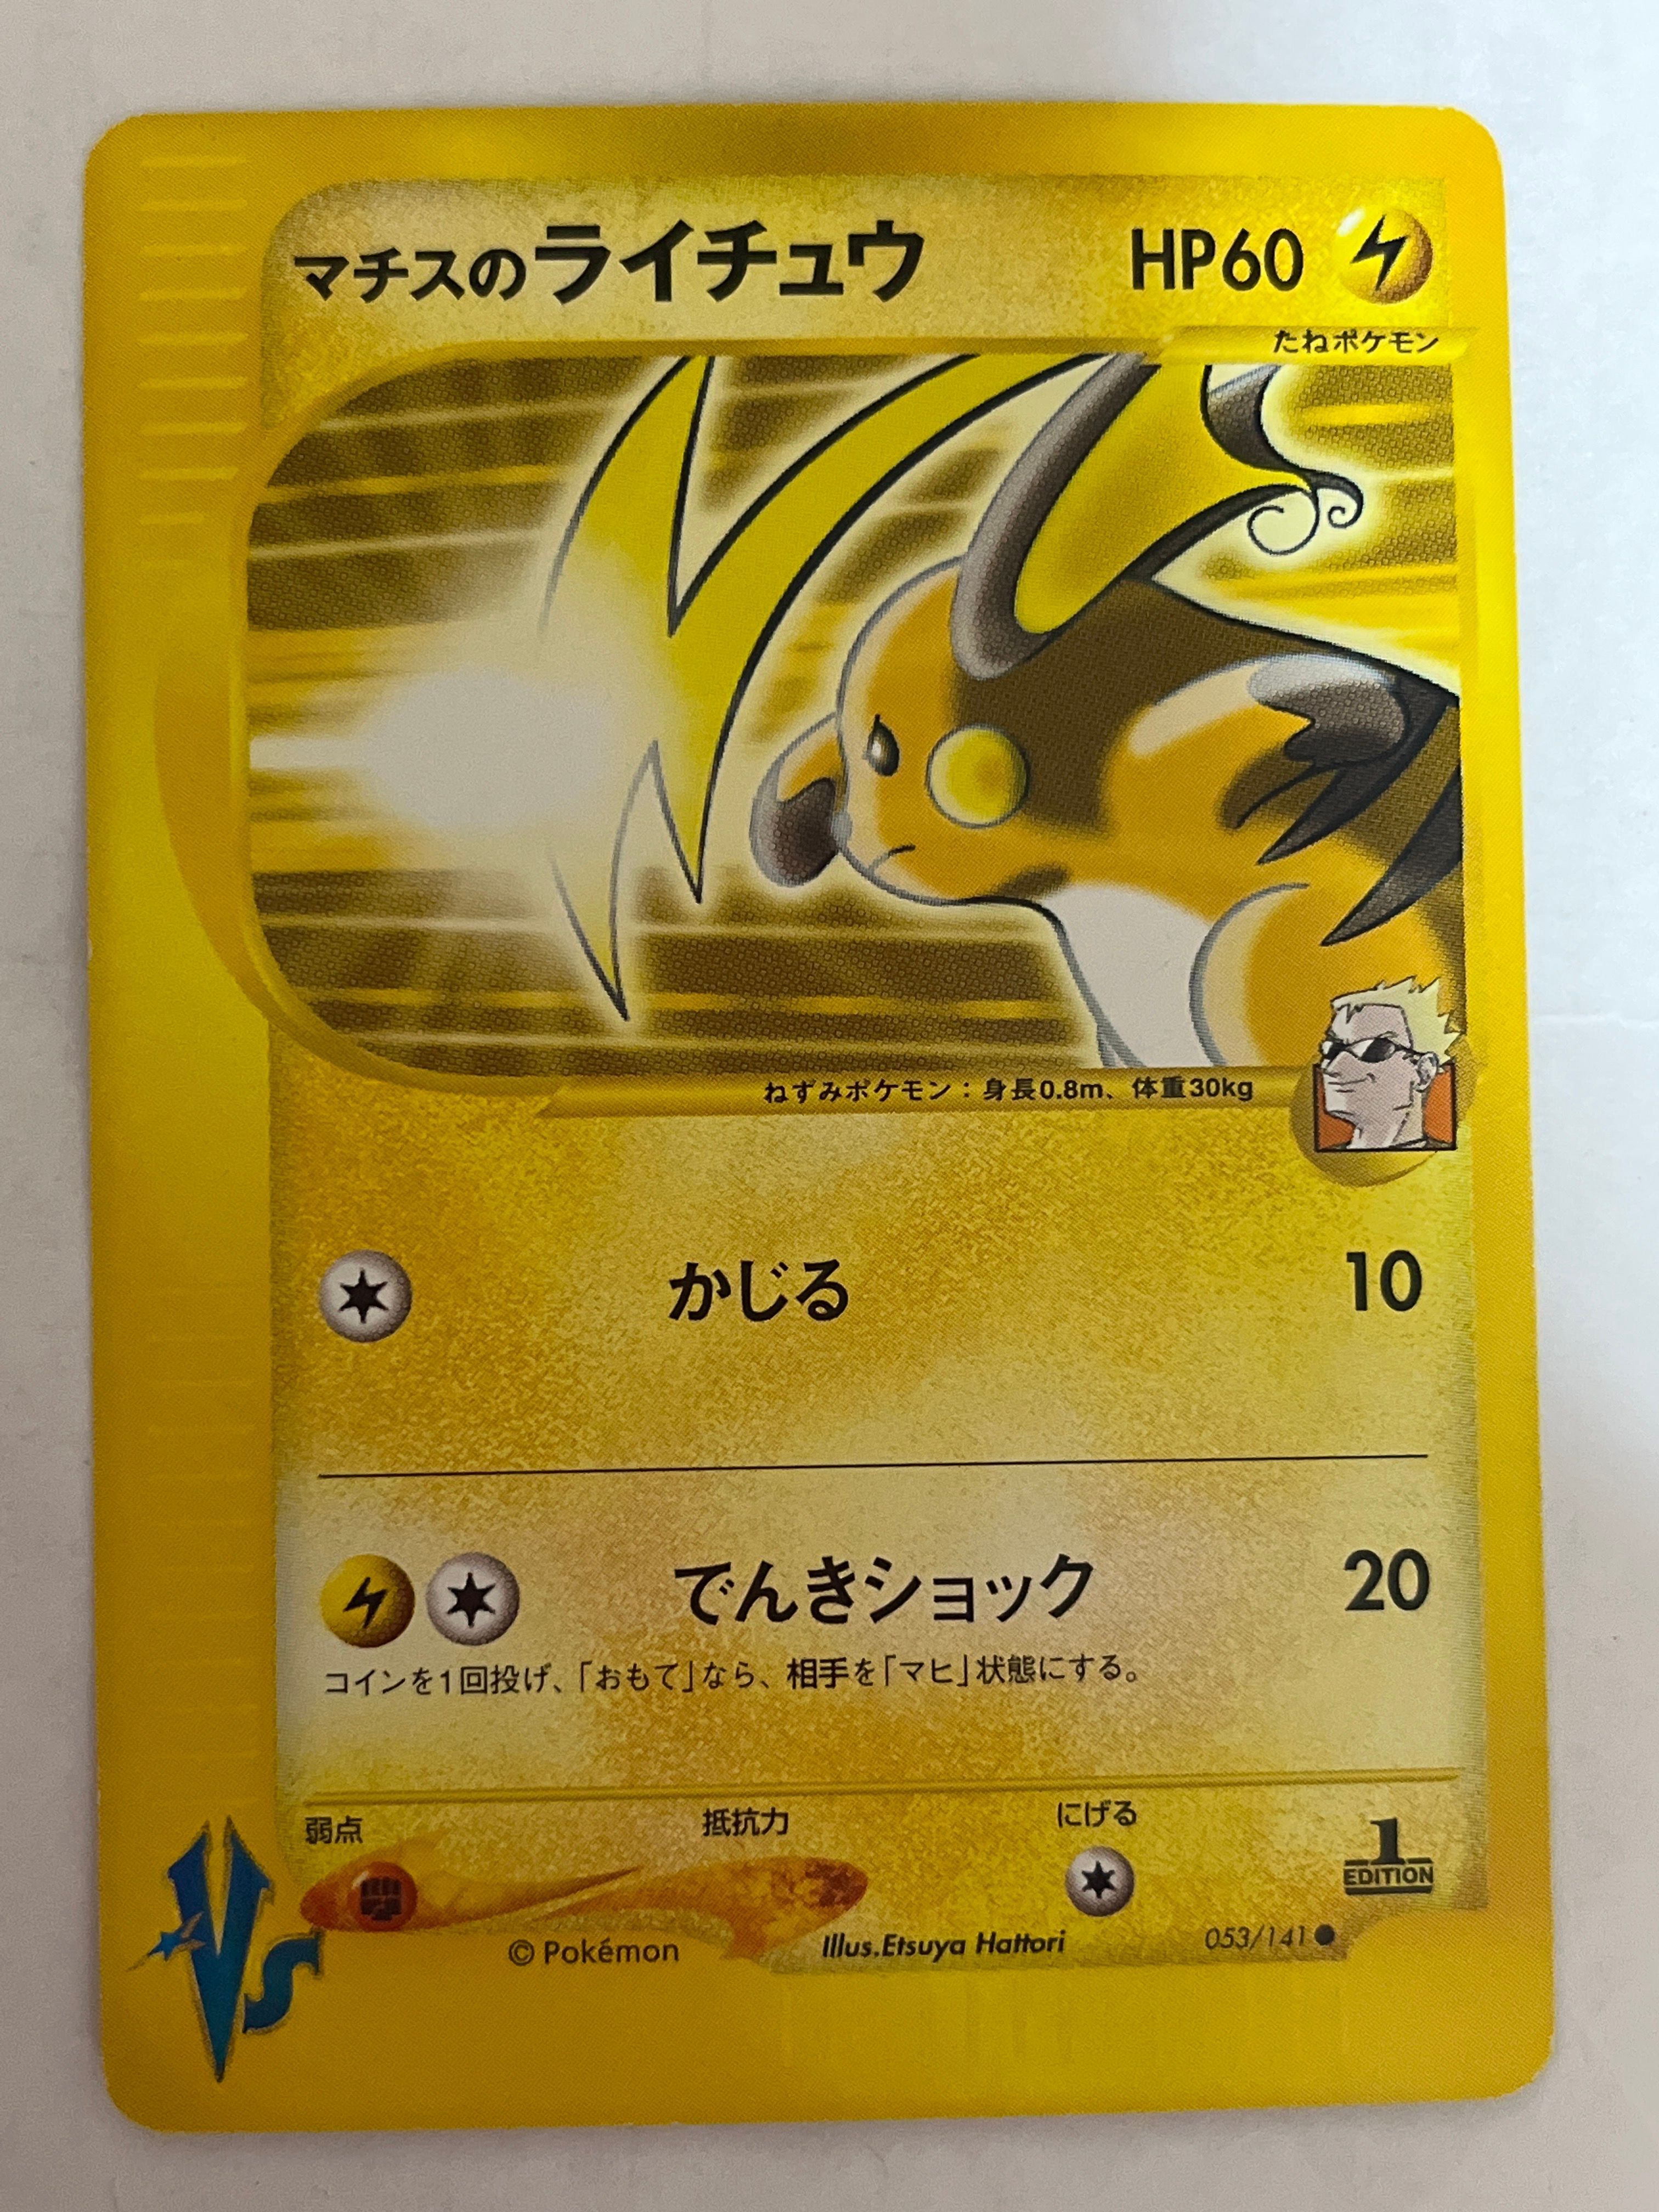 マチスのライチュウ HP60
たねポケモン
ねずみポケモン：身長0.8m、体重30kg
かじる 10
でんきショック 20
コインを1回投げ、「おもて」なら、相手を「マヒ」状態にする。
弱点 抵抗力 にげる
1
EDITION
Vs
© Pokémon Illus.Etsuya Hattori 053/141